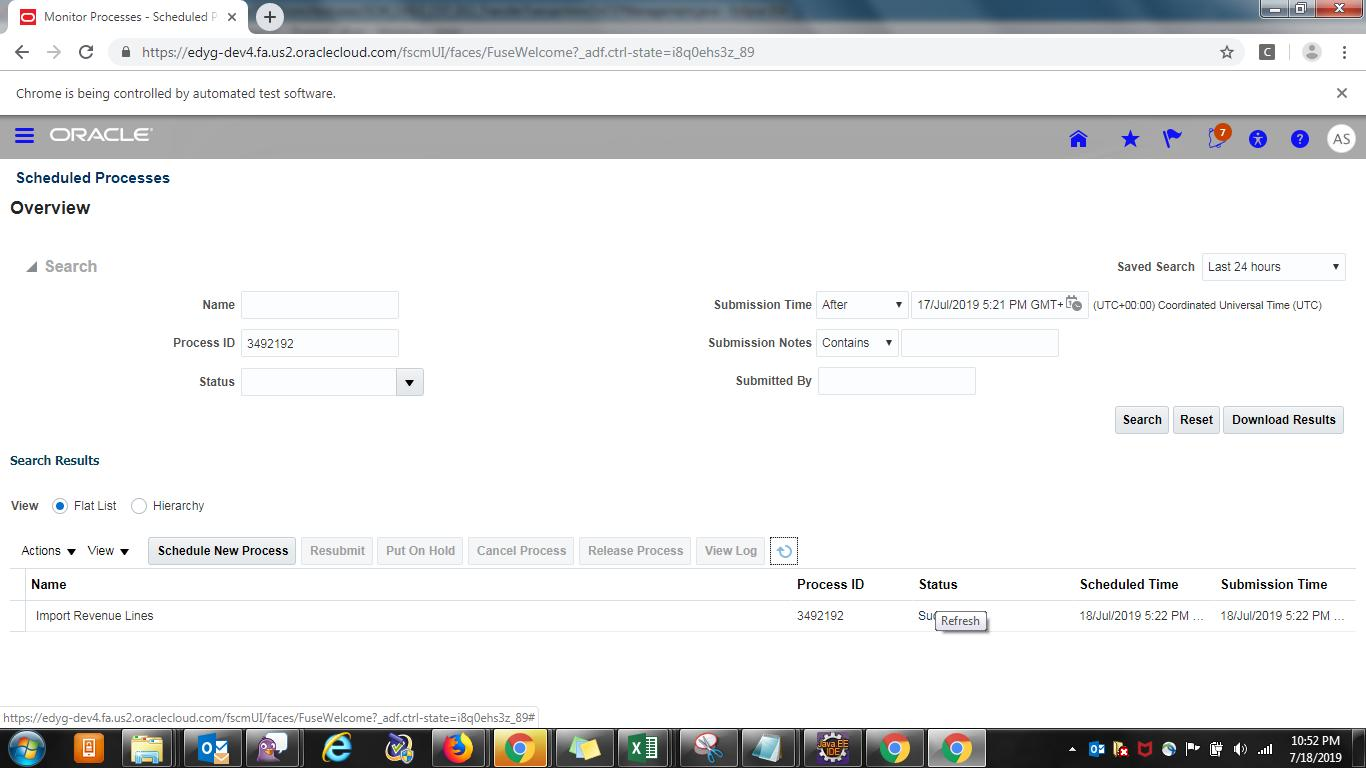 Monitor Processes - Scheduled P
https://edyg-dev4.fa.us2.oraclecloud.com/fscmUI/faces/FuseWelcome?_adf.ctrl-state=i8q0ehs3z_89
C
Chrome is being controlled by automated test software.
ORACLE
7
?
AS
Scheduled Processes
Overview
Search
Saved Search Last 24 hours
Name Submission Time After 17/Jul/2019 5:21 PM GMT+ (UTC+00:00) Coordinated Universal Time (UTC)
Process ID 3492192 Submission Notes Contains
Status Submitted By
Search Reset Download Results
Search Results
View Flat List Hierarchy
Actions View Schedule New Process Resubmit Put On Hold Cancel Process Release Process View Log
Name Process ID Status Scheduled Time Submission Time
Import Revenue Lines 3492192 18/Jul/2019 5:22 PM ... 18/Jul/2019 5:22 PM ...
Refresh
https://edyg-dev4.fa.us2.oraclecloud.com/fscmUI/faces/FuseWelcome?_adf.ctrl-state=i8q0ehs3z_89#
Java EE
IDE
10:52 PM
7/18/2019